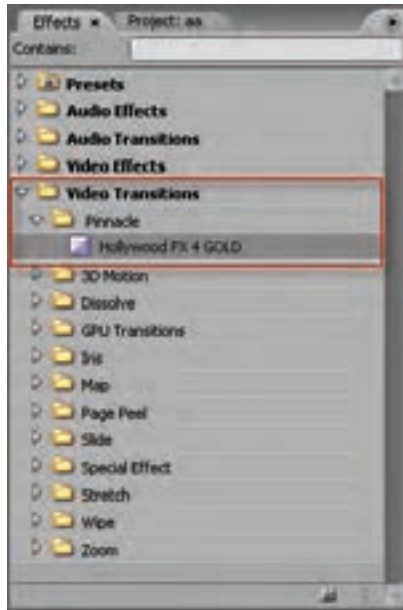 Effects Project: aa
Contains:
Presets
Audio Effects
Audio Transitions
Video Effects
Video Transitions
Pinnacle
Hollywood FX 4 GOLD
3D Motion
Dissolve
GPU Transitions
Iris
Map
Page Peel
Slide
Special Effect
Stretch
Wipe
Zoom